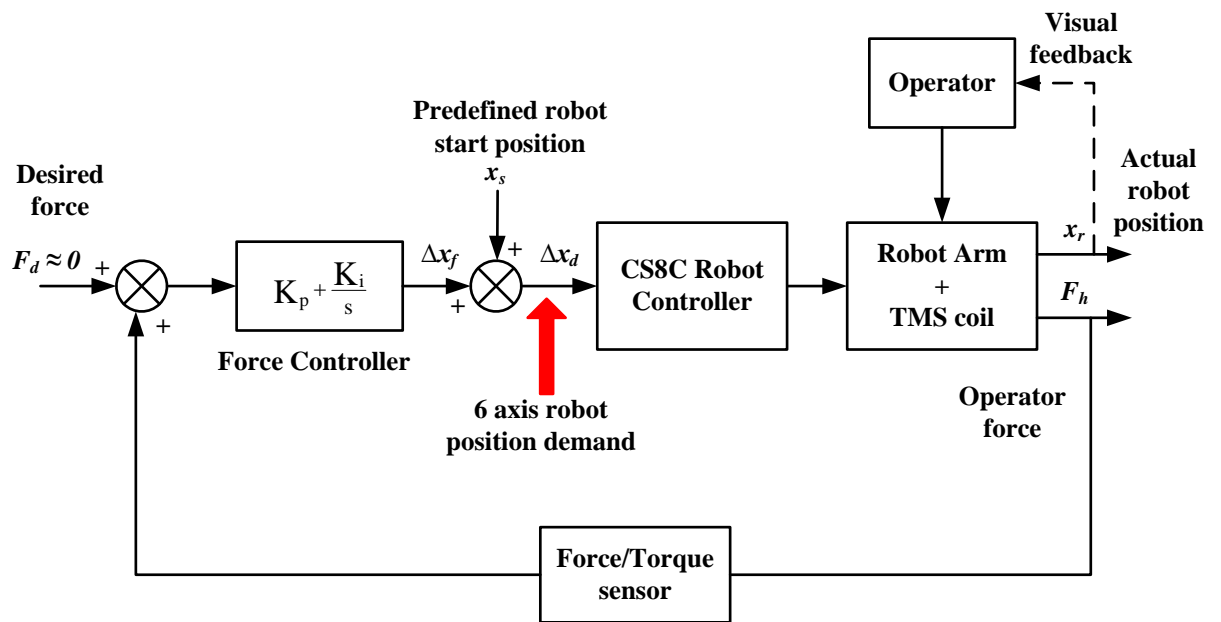 Visual
feedback
Operator
Predefined robot
start position
x_s
Actual
robot
position
Desired
force
F_d ≈ 0
+
+
K_p + K_i/s
Force Controller
Δx_f
+
+
Δx_d
CS8C Robot
Controller
Robot Arm
+
TMS coil
x_r
F_h
6 axis robot
position demand
Operator
force
Force/Torque
sensor